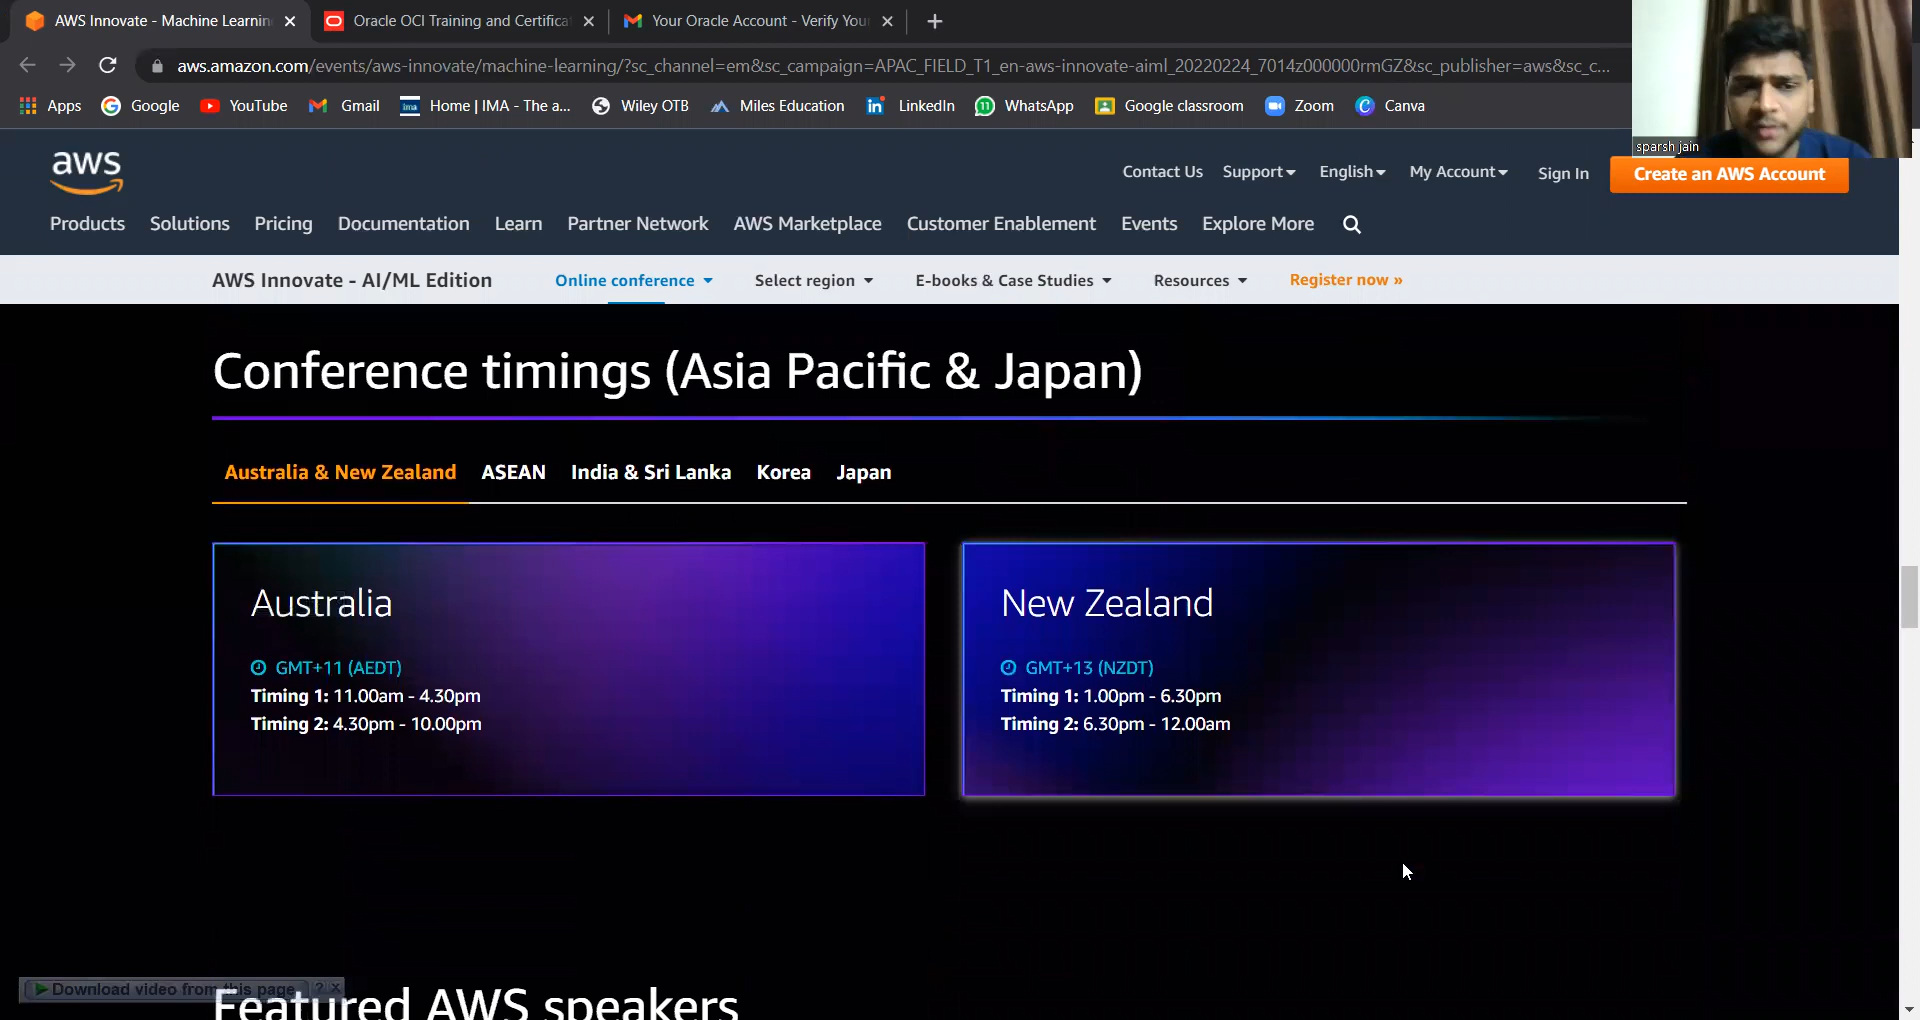 AWS Innovate - Machine Learnin
Oracle OCI Training and Certifica
Your Oracle Account - Verify You
aws.amazon.com/events/aws-innovate/machine-learning/?sc_channel=em&sc_campaign=APAC_FIELD_T1_en-aws-innovate-aiml_20220224_7014z000000rmGZ&sc_publisher=aws&sc_c...
Apps Google YouTube Gmail Home | IMA - The a... Wiley OTB Miles Education LinkedIn WhatsApp Google classroom Zoom Canva
sparsh jain
aws
Contact Us Support English My Account Sign In Create an AWS Account
Products Solutions Pricing Documentation Learn Partner Network AWS Marketplace Customer Enablement Events Explore More
AWS Innovate - AI/ML Edition Online conference Select region E-books & Case Studies Resources Register now »
Conference timings (Asia Pacific & Japan)
Australia & New Zealand ASEAN India & Sri Lanka Korea Japan
Australia
GMT+11 (AEDT)
Timing 1: 11.00am - 4.30pm
Timing 2: 4.30pm - 10.00pm
New Zealand
GMT+13 (NZDT)
Timing 1: 1.00pm - 6.30pm
Timing 2: 6.30pm - 12.00am
Download video from this page ? ×
Featured AWS speakers